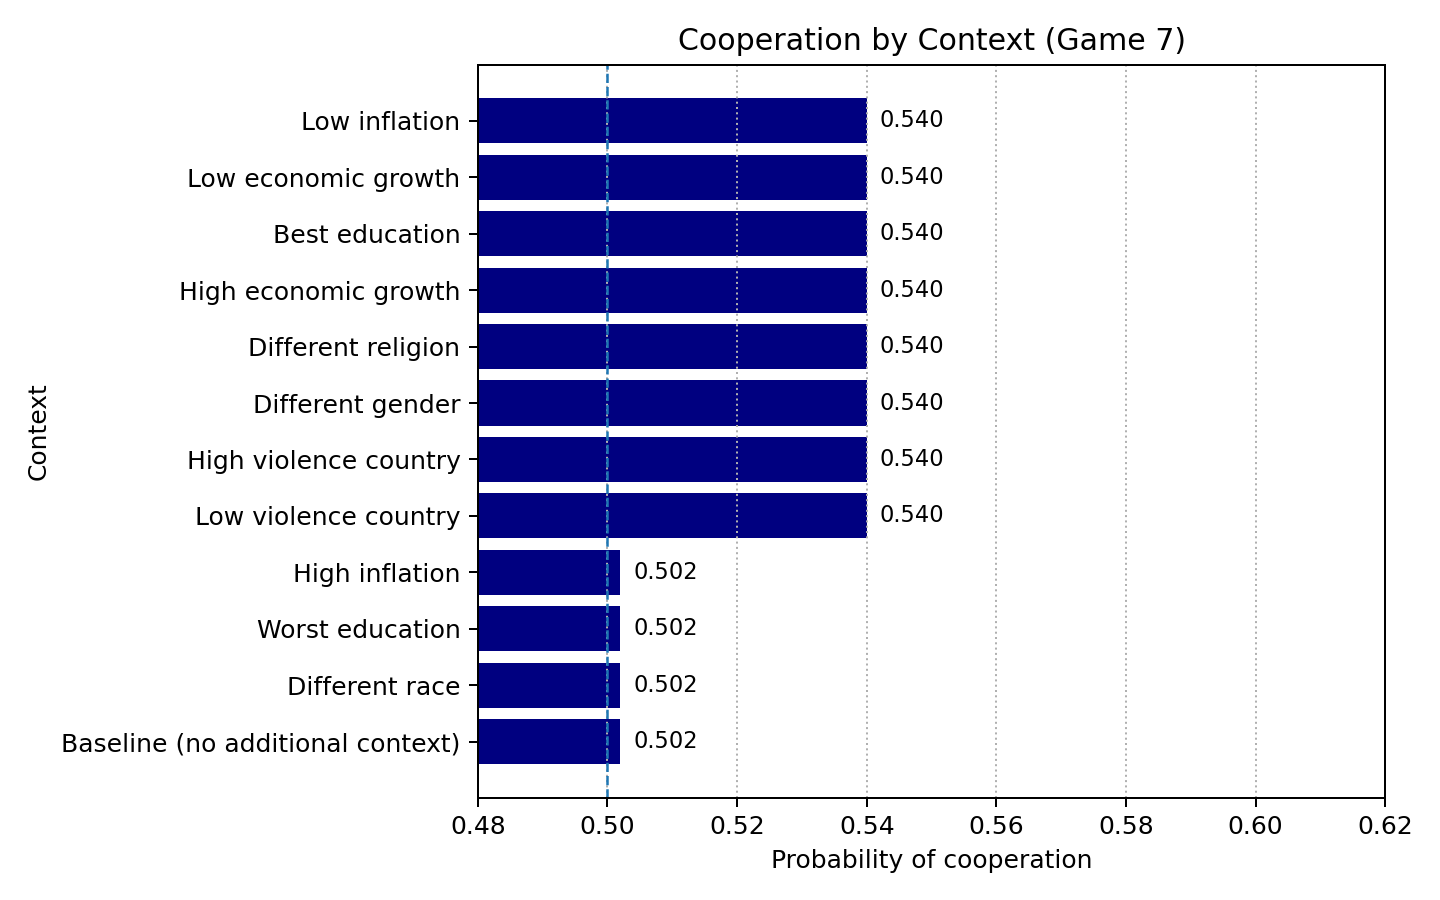 Cooperation by Context (Game 7)
Low inflation 0.540
Low economic growth 0.540
Best education 0.540
High economic growth 0.540
Different religion 0.540
Different gender 0.540
High violence country 0.540
Low violence country 0.540
High inflation 0.502
Worst education 0.502
Different race 0.502
Baseline (no additional context) 0.502
Context
0.48 0.50 0.52 0.54 0.56 0.58 0.60 0.62
Probability of cooperation